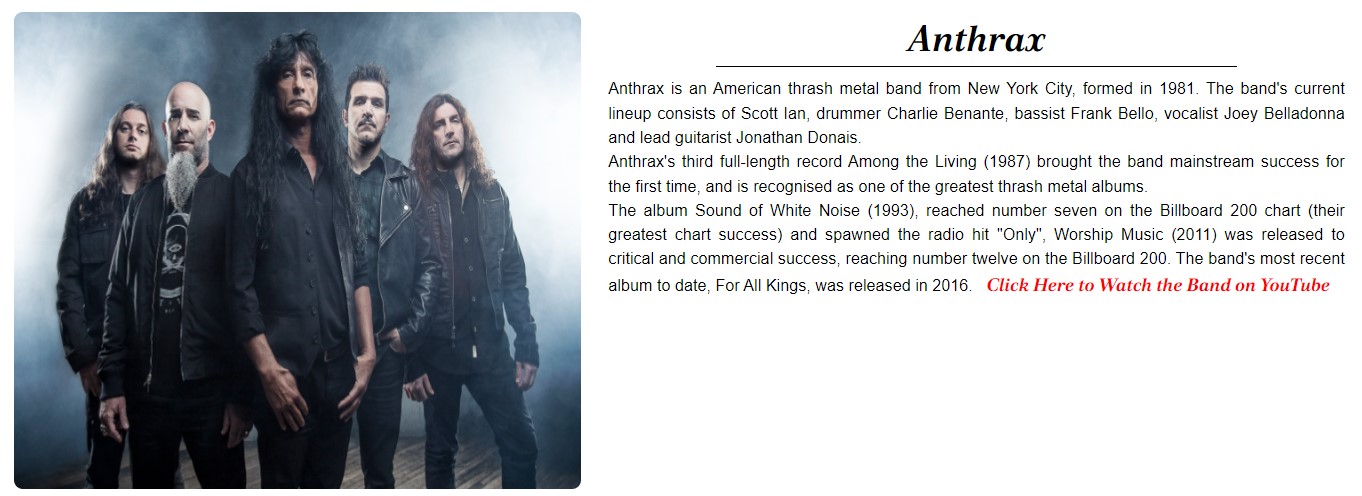 Anthrax
Anthrax is an American thrash metal band from New York City, formed in 1981. The band's current
lineup consists of Scott Ian, drummer Charlie Benante, bassist Frank Bello, vocalist Joey Belladonna
and lead guitarist Jonathan Donais.
Anthrax's third full-length record Among the Living (1987) brought the band mainstream success for
the first time, and is recognised as one of the greatest thrash metal albums.
The album Sound of White Noise (1993), reached number seven on the Billboard 200 chart (their
greatest chart success) and spawned the radio hit "Only", Worship Music (2011) was released to
critical and commercial success, reaching number twelve on the Billboard 200. The band's most recent
album to date, For All Kings, was released in 2016. Click Here to Watch the Band on YouTube